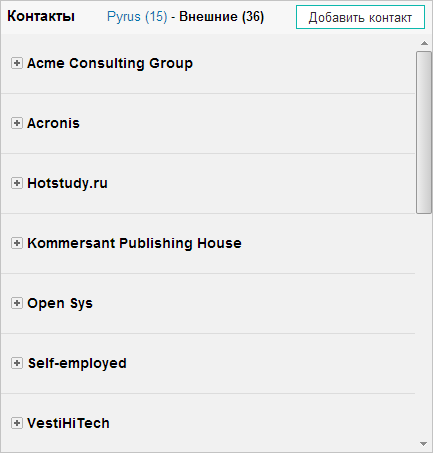 Контакты Pyrus (15) - Внешние (36) Добавить контакт
Acme Consulting Group
Acronis
Hotstudy.ru
Kommersant Publishing House
Open Sys
Self-employed
VestiHiTech